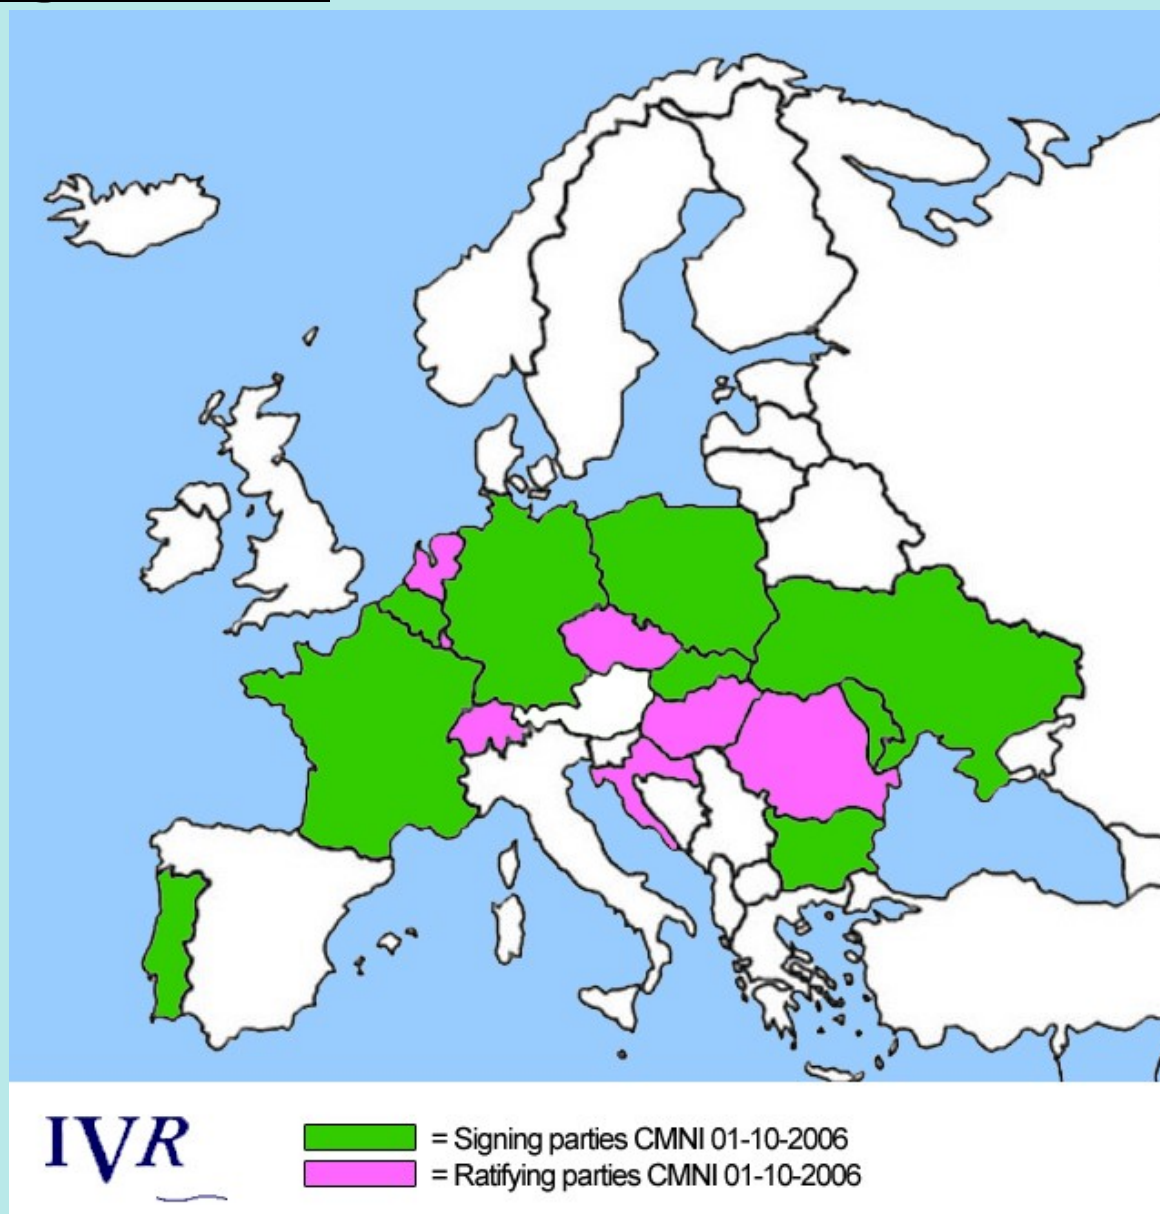 IVR
= Signing parties CMNI 01-10-2006
= Ratifying parties CMNI 01-10-2006